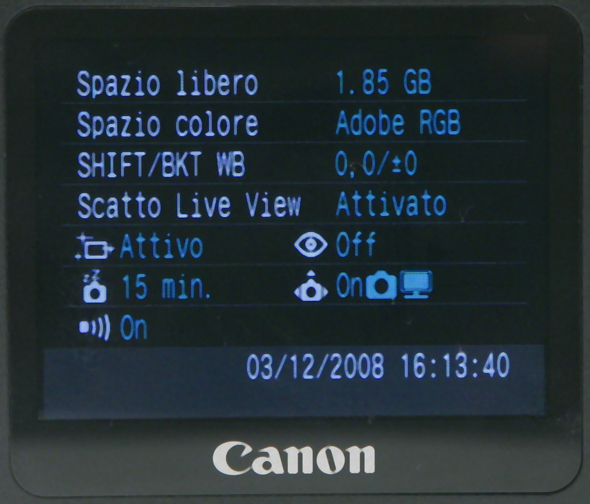 Spazio libero 1.85 GB
Spazio colore Adobe RGB
SHIFT/BKT WB 0,0/±0
Scatto Live View Attivato
Attivo Off
15 min. On
On
03/12/2008 16:13:40
Canon